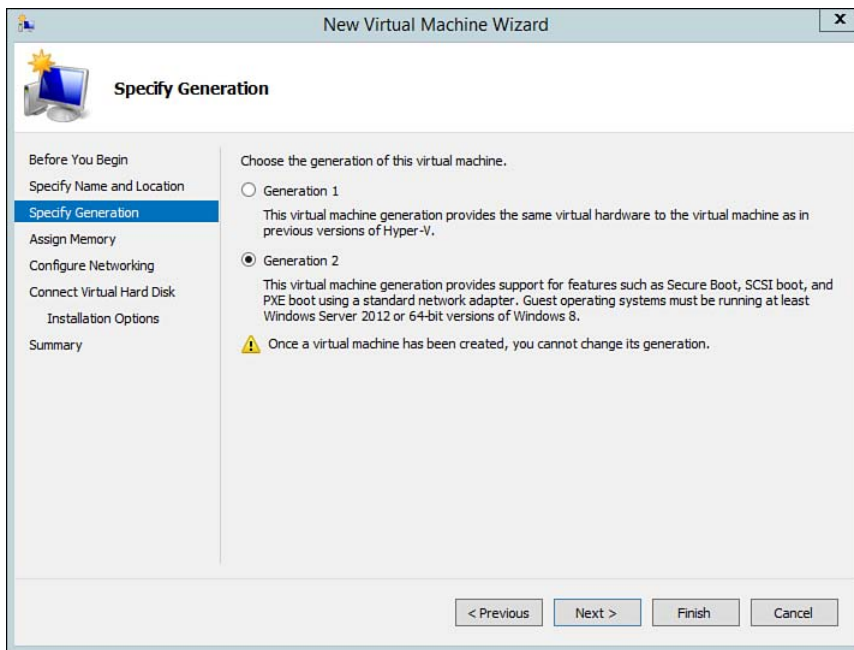 New Virtual Machine Wizard
X
Specify Generation
Before You Begin
Specify Name and Location
Specify Generation
Assign Memory
Configure Networking
Connect Virtual Hard Disk
Installation Options
Summary
Choose the generation of this virtual machine.
Generation 1
This virtual machine generation provides the same virtual hardware to the virtual machine as in
previous versions of Hyper-V.
Generation 2
This virtual machine generation provides support for features such as Secure Boot, SCSI boot, and
PXE boot using a standard network adapter. Guest operating systems must be running at least
Windows Server 2012 or 64-bit versions of Windows 8.
Once a virtual machine has been created, you cannot change its generation.
< Previous
Next >
Finish
Cancel